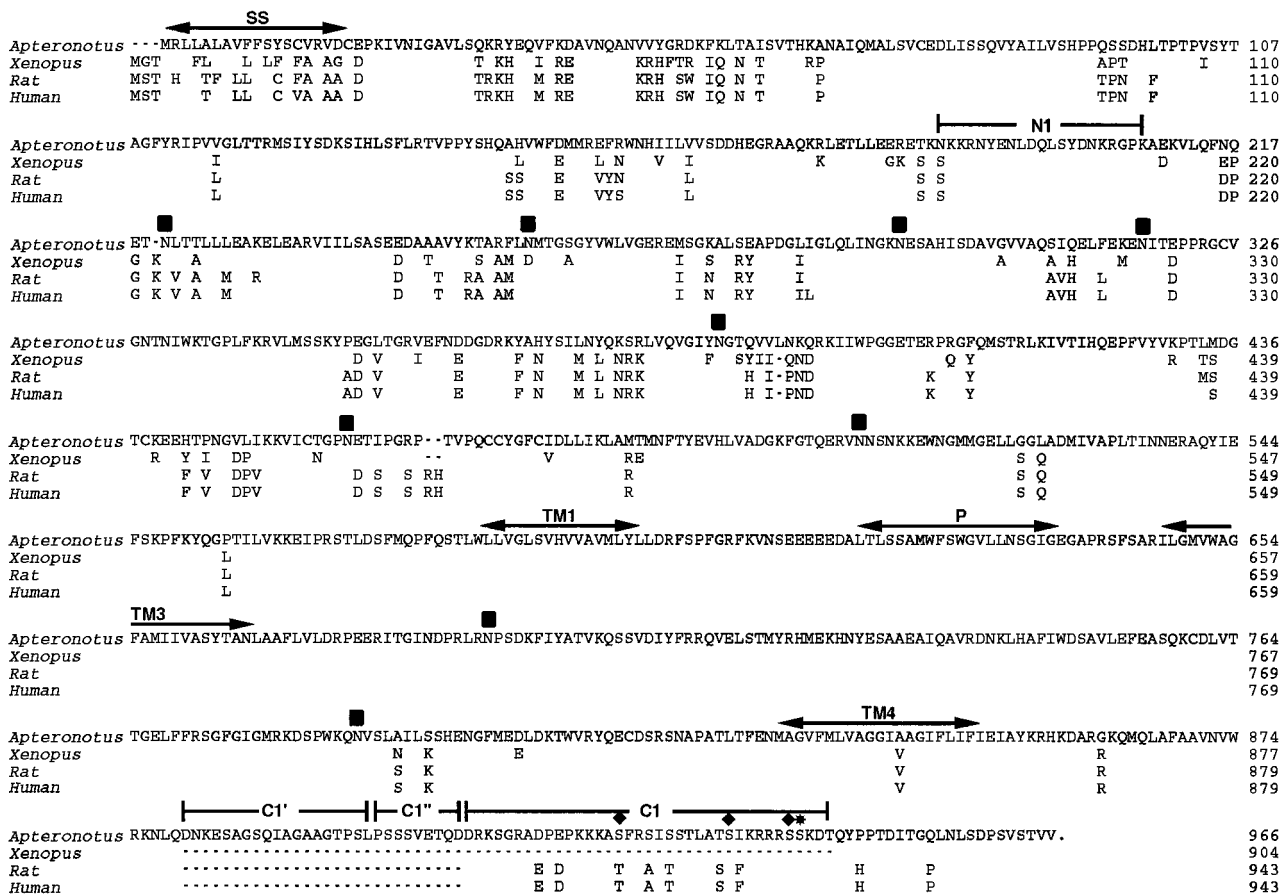 SS
Apteronotus ---MRLLALAVFFSYSCVRVDCEPKIVNIGAVLSQKRYEQVFKDAVNQANVVYGRDKFKLTAISVTHKANAIQMALSVCEDLISSQVYAILVSHPPQSSDHLTPTPVSYT 107
Xenopus MGT FL L LF FA AG D TKH I RE KRHFTR IQ N T RP APT I 110
Rat MST H TF LL C FA AA D TRKH M RE KRH SW IQ N T P TPN F 110
Human MST T LL C VA AA D TRKH M RE KRH SW IQ N T P TPN F 110
N1
Apteronotus AGFYRIPVVGLTTRMSIYSDKSIHLSFLRTVPPYSHQAHVWFDMMREFRWNHIILVVSDDHEGRAAQKRLETLLEERETKNKKRNYENLDQLSYDNKRGPKAEKVLQFNQ 217
Xenopus I L E L N V I K GK S S D EP 220
Rat L SS E VYN L S S DP 220
Human L SS E VYS L S S DP 220
Apteronotus ET-NLTTLLLEAKELEARVIILSASEEDAAAVYKTARFLNMTGSGYVWLVGEREMSGKALSEAPDGLIGLQLINGKNESAHISDAVGVVAQSIQELFEKENITEPPRGCV 326
Xenopus G K A D T S AM D A I S RY I A A H M D 330
Rat G K V A M R D T RA AM I N RY I AVH L D 330
Human G K V A M D T RA AM I N RY IL AVH L D 330
Apteronotus GNTNIWKTGPLFKRVLMSSKYPEGLTGRVEFNDDGDRKYAHYSILNYQKSRLVQVGIYNGTQVVLNKQRKIIWPGGETERPRGFQMSTRLKIVTIHQEPFVYVKPTLMDG 436
Xenopus D V I E F N M L NRK F SYII-QND Q Y R TS 439
Rat AD V E F N M L NRK H I-PND K Y MS 439
Human AD V E F N M L NRK H I-PND K Y S 439
Apteronotus TCKEEHTPNGVLIKKVICTGPNETIPGRP--TVPQCCYGFCIDLLIKLAMTMNFTYEVHLVADGKFGTQERVNNSNKKEWNGMMGELLGGLADMIVAPLTINNERAQYIE 544
Xenopus R Y I DP N -- V RE S Q 547
Rat F V DPV D S S RH R S Q 549
Human F V DPV D S S RH R S Q 549
TM1 P
Apteronotus FSKPFKYQGPTILVKKEIPRSTLDSFMQPFQSTLWLLVGLSVHVVAVMLYLLDRFSPFGRFKVNSEEEEEDALTLSSAMWFSWGVLLNSGIGEGAPRSFSARILGMVWAG 654
Xenopus L 657
Rat L 659
Human L 659
TM3
Apteronotus FAMIIVASYTANLAAFLVLDRPEERITGINDPRLRNPSDKFIYATVKQSSVDIYFRRQVELSTMYRHMEKHNYESAAEAIQAVRDNKLHAFIWDSAVLEFEASQKCDLVT 764
Xenopus 767
Rat 769
Human 769
TM4
Apteronotus TGELFFRSGFGIGMRKDSPWKQNVSLAILSSHENGFMEDLDKTWVRYQECDSRSNAPATLTFENMAGVFMLVAGGIAAGIFLIFIEIAYKRHKDARGKQMQLAFAAVNVW 874
Xenopus N K E V R 877
Rat S K V R 879
Human S K V R 879
C1' C1" C1
Apteronotus RKNLQDNKESAGSQIAGAAGTPSLPSSSVETQDDRKSGRADPEPKKKASFRSISSTLATSIKRRRSSKDTQYPPTDITGQLNLSDPSVSTVV. 966
Xenopus ---------------------------------------------------------------- 904
Rat ---------------------------- E D T A T S F H P 943
Human ---------------------------- E D T A T S F H P 943